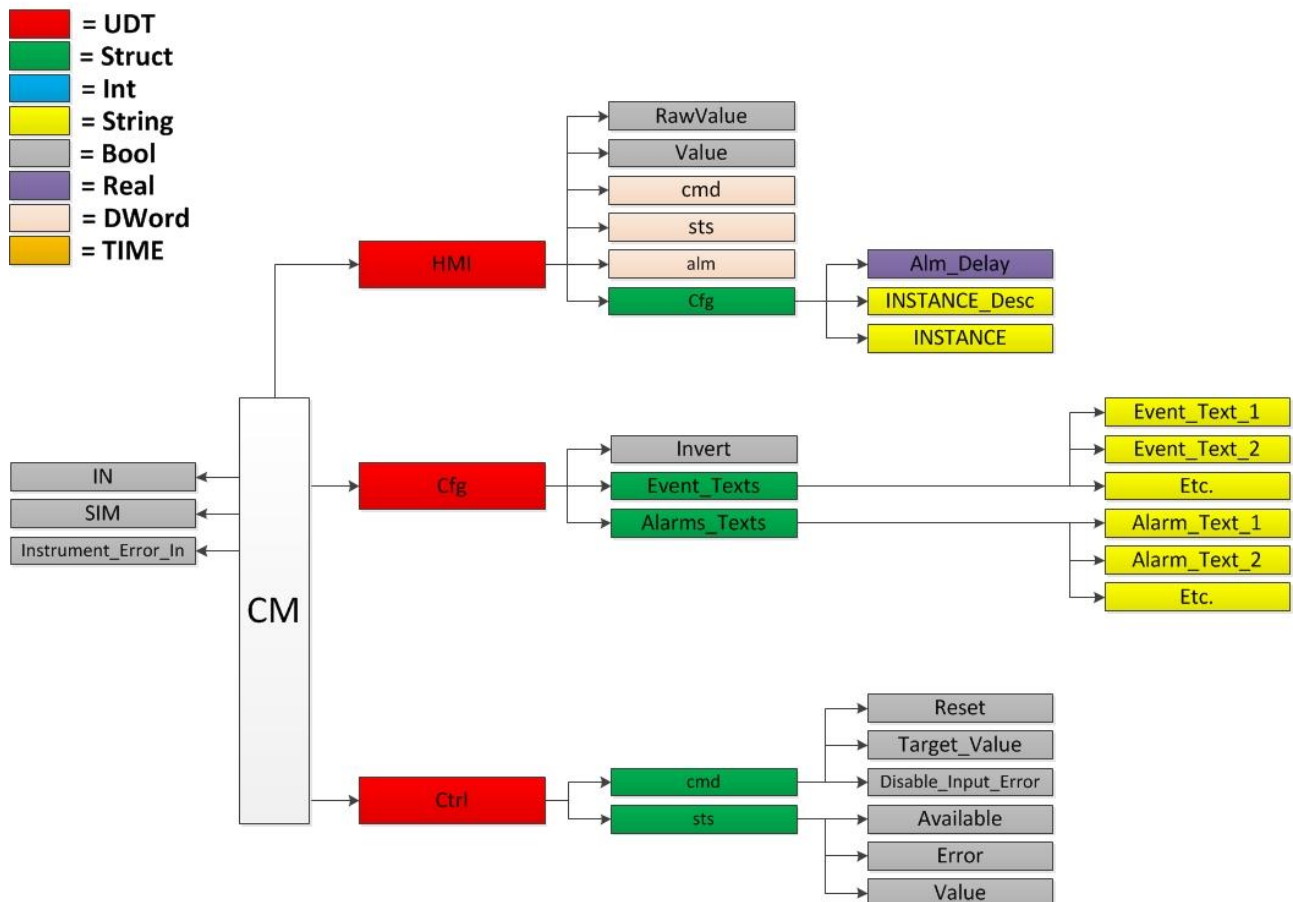 = UDT
= Struct
= Int
= String
= Bool
= Real
= DWord
= TIME
RawValue
Value
cmd
sts
HMI
alm
Alm_Delay
Cfg
INSTANCE_Desc
INSTANCE
Event_Text_1
Invert
Event_Text_2
IN
Cfg
Event_Texts
Etc.
SIM
Alarms_Texts
Alarm_Text_1
Instrument_Error_In
Alarm_Text_2
CM
Etc.
Reset
Target_Value
cmd
Disable_Input_Error
Ctrl
sts
Available
Error
Value